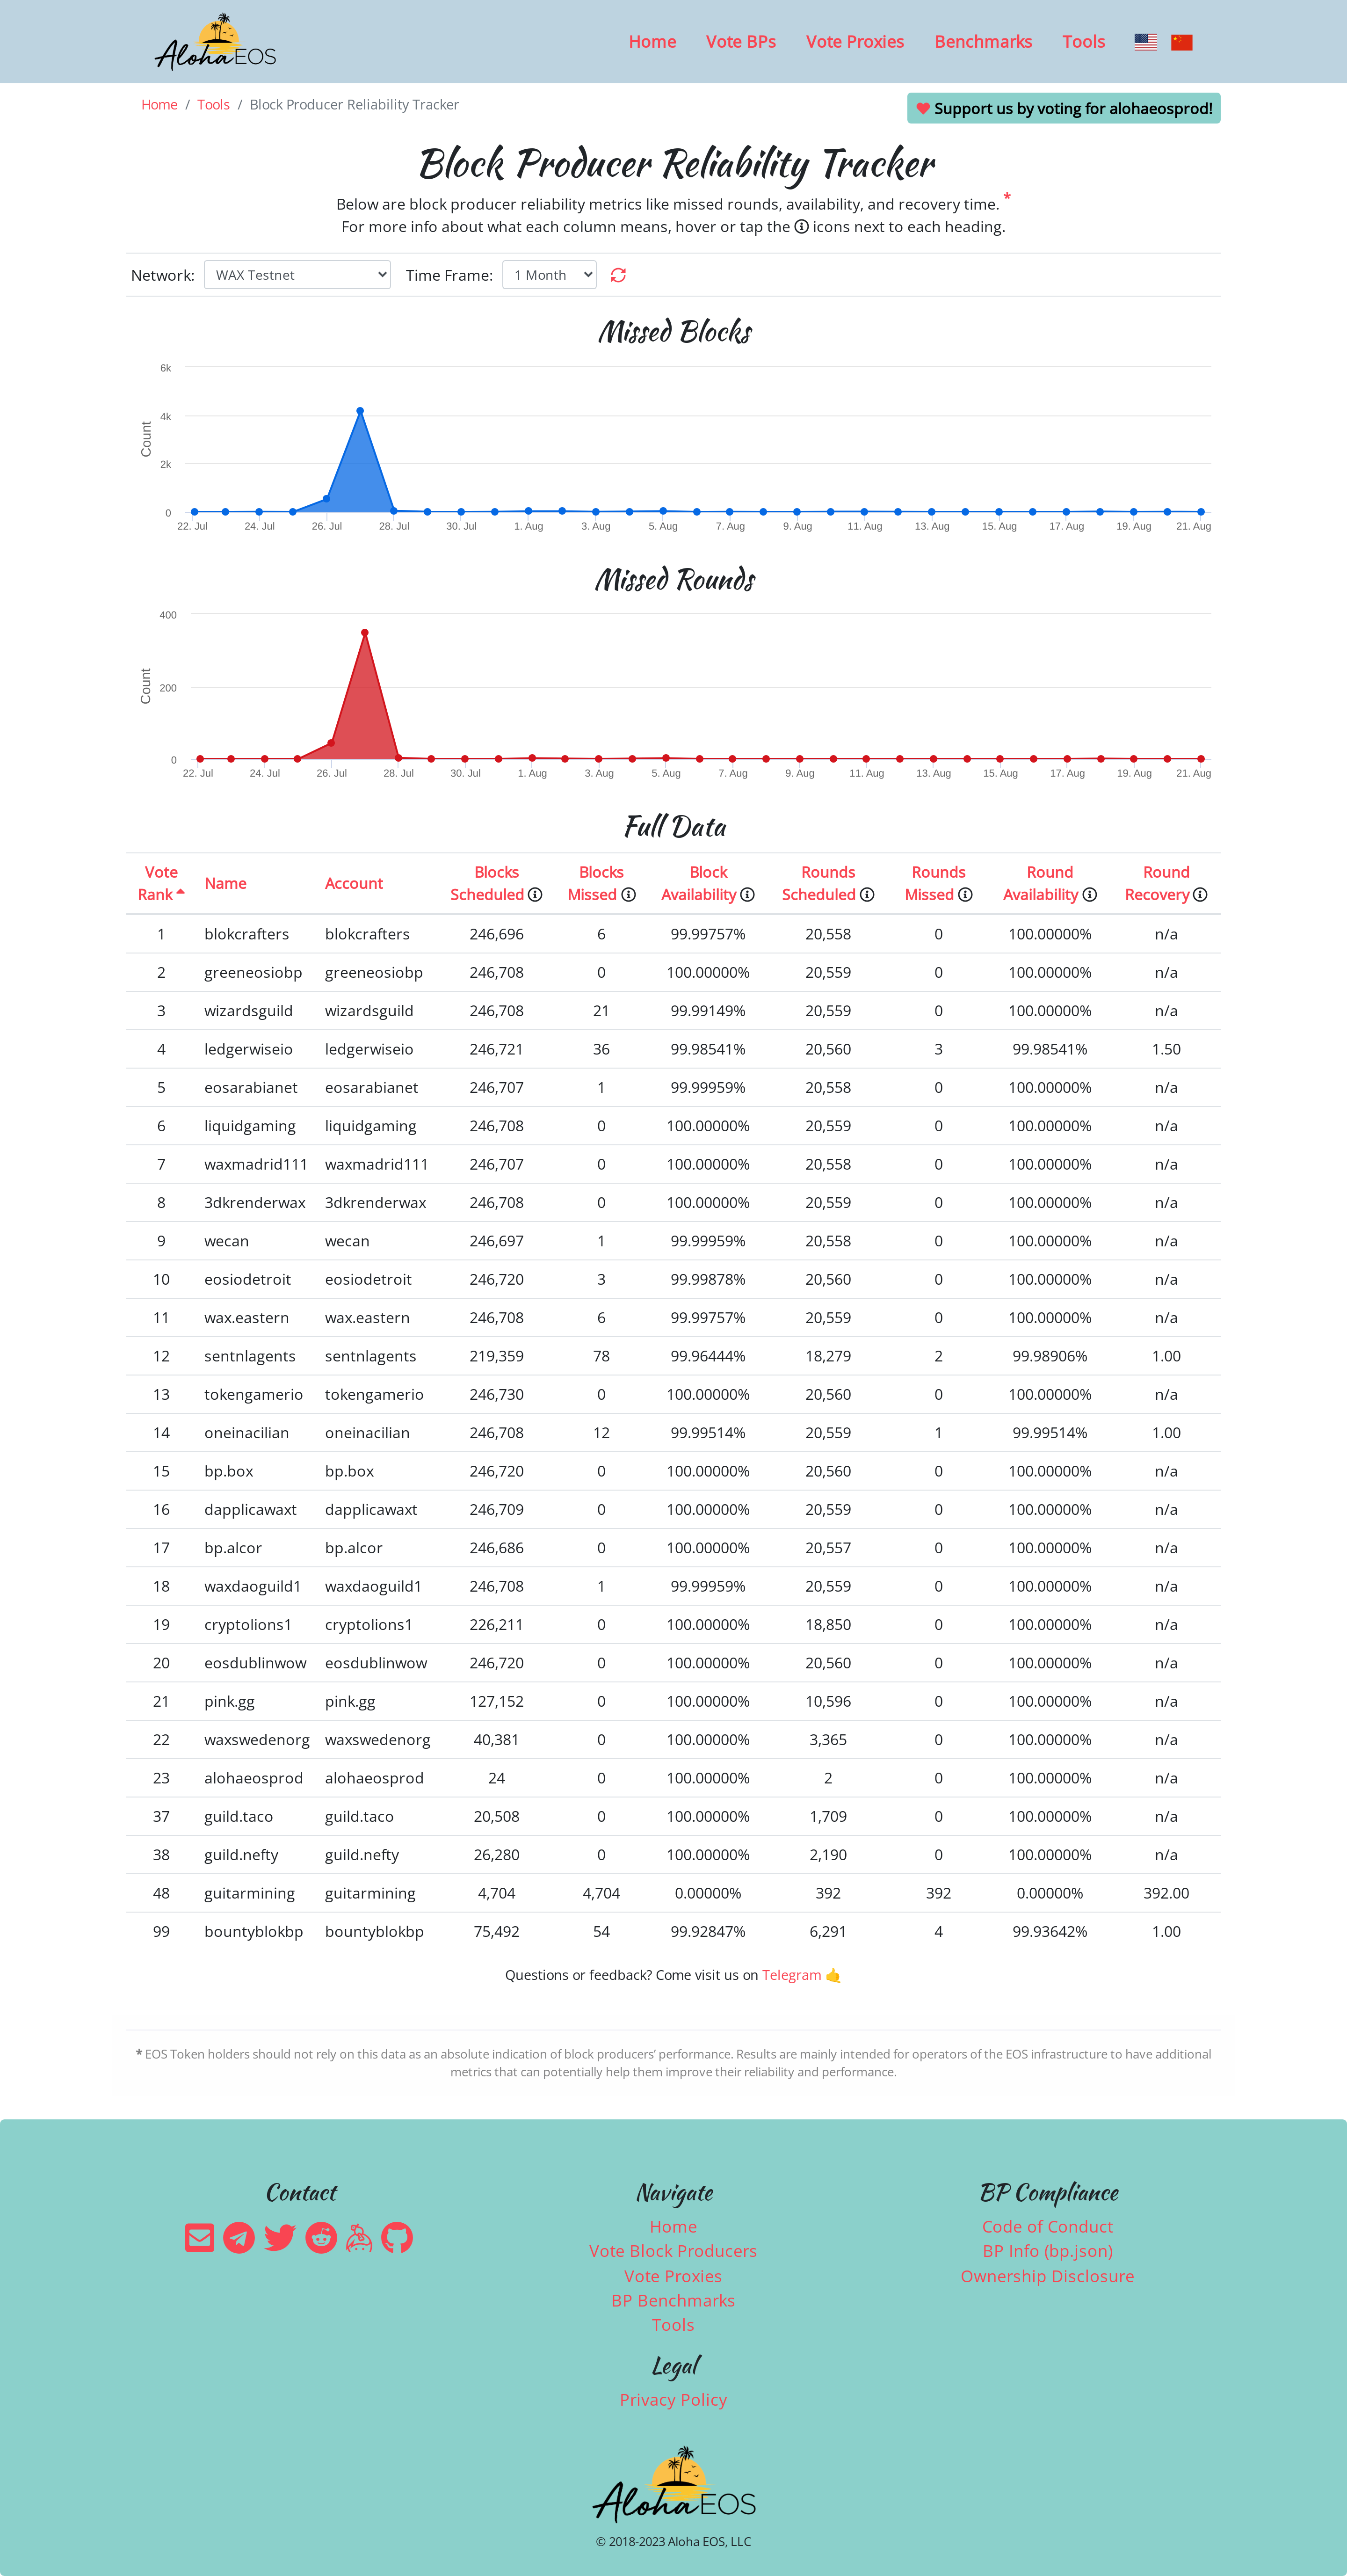 Aloha EOS
Home Vote BPs Vote Proxies Benchmarks Tools
Home / Tools / Block Producer Reliability Tracker
Support us by voting for alohaeosprod!
Block Producer Reliability Tracker
Below are block producer reliability metrics like missed rounds, availability, and recovery time. *
For more info about what each column means, hover or tap the icons next to each heading.
Network: WAX Testnet Time Frame: 1 Month
Missed Blocks
Count
6k
4k
2k
0
22. Jul 24. Jul 26. Jul 28. Jul 30. Jul 1. Aug 3. Aug 5. Aug 7. Aug 9. Aug 11. Aug 13. Aug 15. Aug 17. Aug 19. Aug 21. Aug
Missed Rounds
Count
400
200
0
22. Jul 24. Jul 26. Jul 28. Jul 30. Jul 1. Aug 3. Aug 5. Aug 7. Aug 9. Aug 11. Aug 13. Aug 15. Aug 17. Aug 19. Aug 21. Aug
Full Data
Vote Rank Name Account Blocks Scheduled Blocks Missed Block Availability Rounds Scheduled Rounds Missed Round Availability Round Recovery
1 blokcrafters blokcrafters 246,696 6 99.99757% 20,558 0 100.00000% n/a
2 greeneosiobp greeneosiobp 246,708 0 100.00000% 20,559 0 100.00000% n/a
3 wizardsguild wizardsguild 246,708 21 99.99149% 20,559 0 100.00000% n/a
4 ledgerwiseio ledgerwiseio 246,721 36 99.98541% 20,560 3 99.98541% 1.50
5 eosarabianet eosarabianet 246,707 1 99.99959% 20,558 0 100.00000% n/a
6 liquidgaming liquidgaming 246,708 0 100.00000% 20,559 0 100.00000% n/a
7 waxmadrid111 waxmadrid111 246,707 0 100.00000% 20,558 0 100.00000% n/a
8 3dkrenderwax 3dkrenderwax 246,708 0 100.00000% 20,559 0 100.00000% n/a
9 wecan wecan 246,697 1 99.99959% 20,558 0 100.00000% n/a
10 eosiodetroit eosiodetroit 246,720 3 99.99878% 20,560 0 100.00000% n/a
11 wax.eastern wax.eastern 246,708 6 99.99757% 20,559 0 100.00000% n/a
12 sentnlagents sentnlagents 219,359 78 99.96444% 18,279 2 99.98906% 1.00
13 tokengamerio tokengamerio 246,730 0 100.00000% 20,560 0 100.00000% n/a
14 oneinacilian oneinacilian 246,708 12 99.99514% 20,559 1 99.99514% 1.00
15 bp.box bp.box 246,720 0 100.00000% 20,560 0 100.00000% n/a
16 dapplicawaxt dapplicawaxt 246,709 0 100.00000% 20,559 0 100.00000% n/a
17 bp.alcor bp.alcor 246,686 0 100.00000% 20,557 0 100.00000% n/a
18 waxdaoguild1 waxdaoguild1 246,708 1 99.99959% 20,559 0 100.00000% n/a
19 cryptolions1 cryptolions1 226,211 0 100.00000% 18,850 0 100.00000% n/a
20 eosdublinwow eosdublinwow 246,720 0 100.00000% 20,560 0 100.00000% n/a
21 pink.gg pink.gg 127,152 0 100.00000% 10,596 0 100.00000% n/a
22 waxswedenorg waxswedenorg 40,381 0 100.00000% 3,365 0 100.00000% n/a
23 alohaeosprod alohaeosprod 24 0 100.00000% 2 0 100.00000% n/a
37 guild.taco guild.taco 20,508 0 100.00000% 1,709 0 100.00000% n/a
38 guild.nefty guild.nefty 26,280 0 100.00000% 2,190 0 100.00000% n/a
48 guitarmining guitarmining 4,704 4,704 0.00000% 392 392 0.00000% 392.00
99 bountyblokbp bountyblokbp 75,492 54 99.92847% 6,291 4 99.93642% 1.00
Questions or feedback? Come visit us on Telegram 🤙
* EOS Token holders should not rely on this data as an absolute indication of block producers’ performance. Results are mainly intended for operators of the EOS infrastructure to have additional
metrics that can potentially help them improve their reliability and performance.
Contact
Navigate
Home
Vote Block Producers
Vote Proxies
BP Benchmarks
Tools
Legal
Privacy Policy
BP Compliance
Code of Conduct
BP Info (bp.json)
Ownership Disclosure
Aloha EOS
© 2018-2023 Aloha EOS, LLC